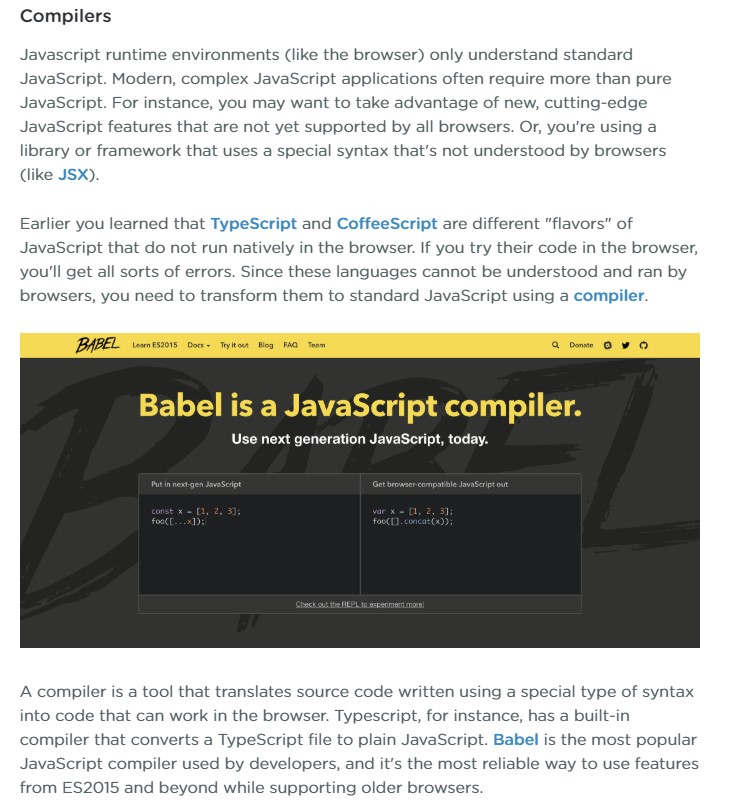 Compilers
Javascript runtime environments (like the browser) only understand standard
JavaScript. Modern, complex JavaScript applications often require more than pure
JavaScript. For instance, you may want to take advantage of new, cutting-edge
JavaScript features that are not yet supported by all browsers. Or, you're using a
library or framework that uses a special syntax that's not understood by browsers
(like JSX).
Earlier you learned that TypeScript and CoffeeScript are different "flavors" of
JavaScript that do not run natively in the browser. If you try their code in the browser,
you'll get all sorts of errors. Since these languages cannot be understood and ran by
browsers, you need to transform them to standard JavaScript using a compiler.
BABEL Learn ES2015 Docs Try it out Blog FAQ Team Donate
Babel is a JavaScript compiler.
Use next generation JavaScript, today.
Put in next-gen JavaScript
Get browser-compatible JavaScript out
const x = [1, 2, 3];
foo([...x]);
var x = [1, 2, 3];
foo([].concat(x));
Check out the REPL to experiment more!
A compiler is a tool that translates source code written using a special type of syntax
into code that can work in the browser. Typescript, for instance, has a built-in
compiler that converts a TypeScript file to plain JavaScript. Babel is the most popular
JavaScript compiler used by developers, and it's the most reliable way to use features
from ES2015 and beyond while supporting older browsers.